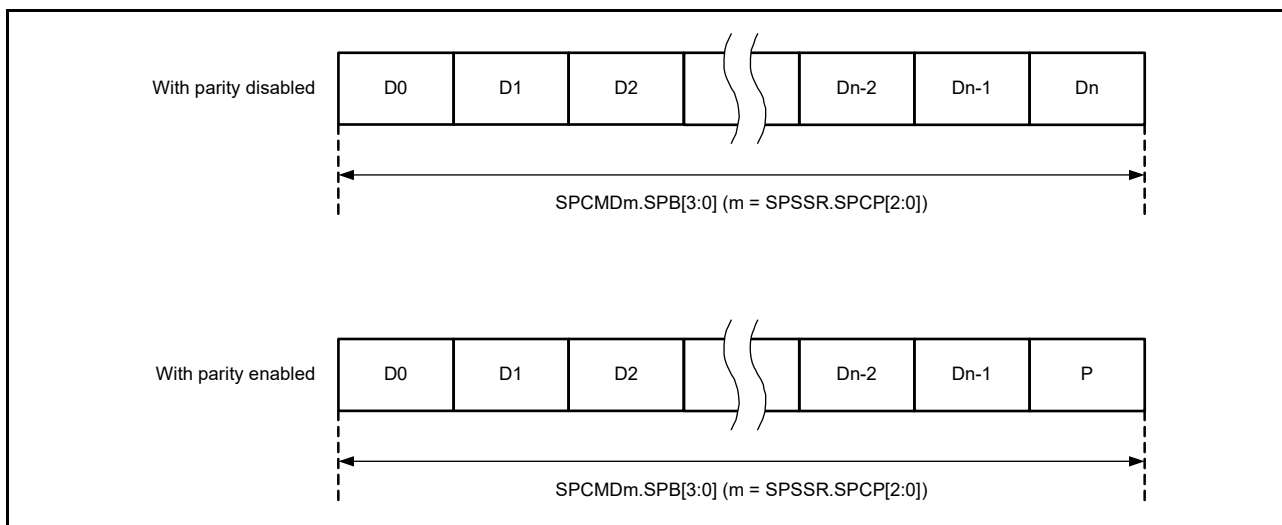 With parity disabled D0 D1 D2 Dn-2 Dn-1 Dn
SPCMDm.SPB[3:0] (m = SPSSR.SPCP[2:0])
With parity enabled D0 D1 D2 Dn-2 Dn-1 P
SPCMDm.SPB[3:0] (m = SPSSR.SPCP[2:0])